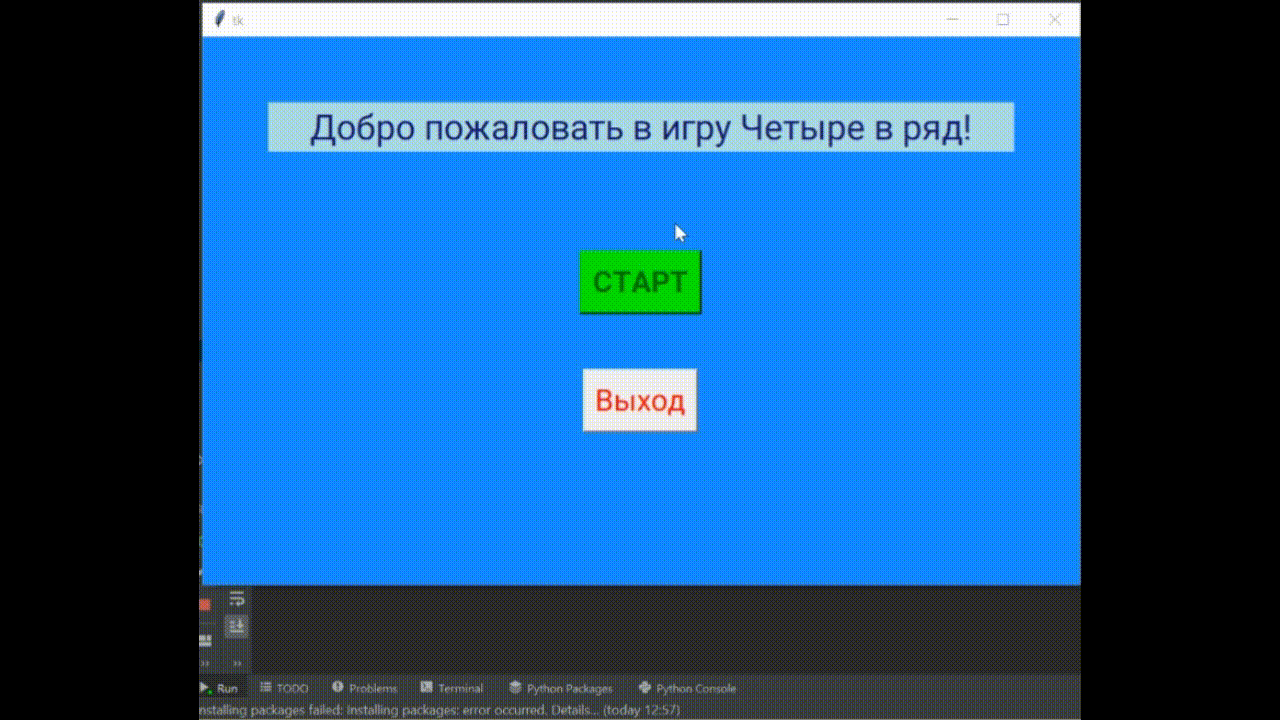 tk
Добро пожаловать в игру Четыре в ряд!
СТАРТ
Выход
Run TODO Problems Terminal Python Packages Python Console
nstalling packages failed: Installing packages: error occurred. Details... (today 12:57)